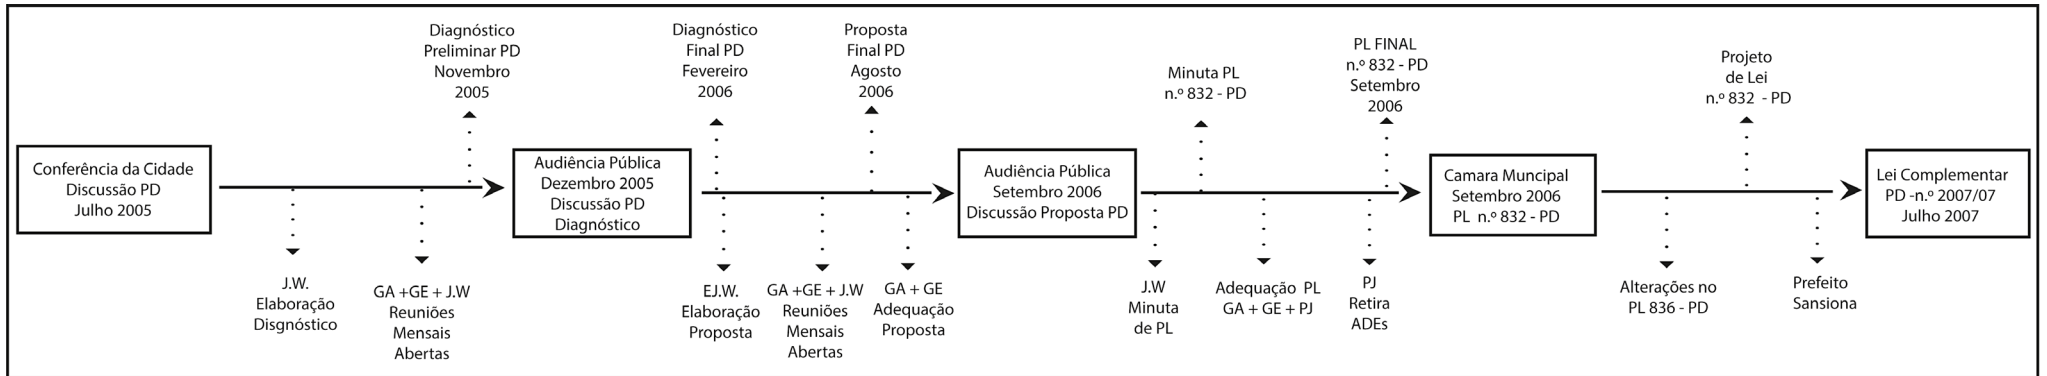 Conferência da Cidade
Discussão PD
Julho 2005
Diagnóstico
Preliminar PD
Novembro
2005
J.W.
Elaboração
Disgnóstico
GA +GE + J.W
Reuniões
Mensais
Abertas
Audiência Pública
Dezembro 2005
Discussão PD
Diagnóstico
Diagnóstico
Final PD
Fevereiro
2006
Proposta
Final PD
Agosto
2006
EJ.W.
Elaboração
Proposta
GA +GE + J.W
Reuniões
Mensais
Abertas
GA + GE
Adequação
Proposta
Audiência Pública
Setembro 2006
Discussão Proposta PD
Minuta PL
n.º 832 - PD
PL FINAL
n.º 832 - PD
Setembro
2006
J.W
Minuta
de PL
Adequação PL
GA + GE + PJ
PJ
Retira
ADEs
Camara Muncipal
Setembro 2006
PL n.º 832 - PD
Projeto
de Lei
n.º 832 - PD
Alterações no
PL 836 - PD
Prefeito
Sansiona
Lei Complementar
PD -n.º 2007/07
Julho 2007